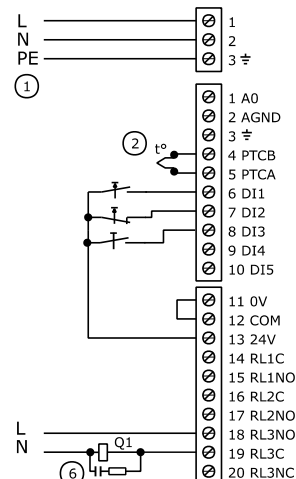 L 1
N 2
PE 3
1
1 A0
2 AGND
2 t° 3
4 PTCB
5 PTCA
6 DI1
7 DI2
8 DI3
9 DI4
10 DI5
11 0V
12 COM
13 24V
14 RL1C
15 RL1NO
16 RL2C
17 RL2NO
L 18 RL3NO
N Q1 19 RL3C
6 20 RL3NC